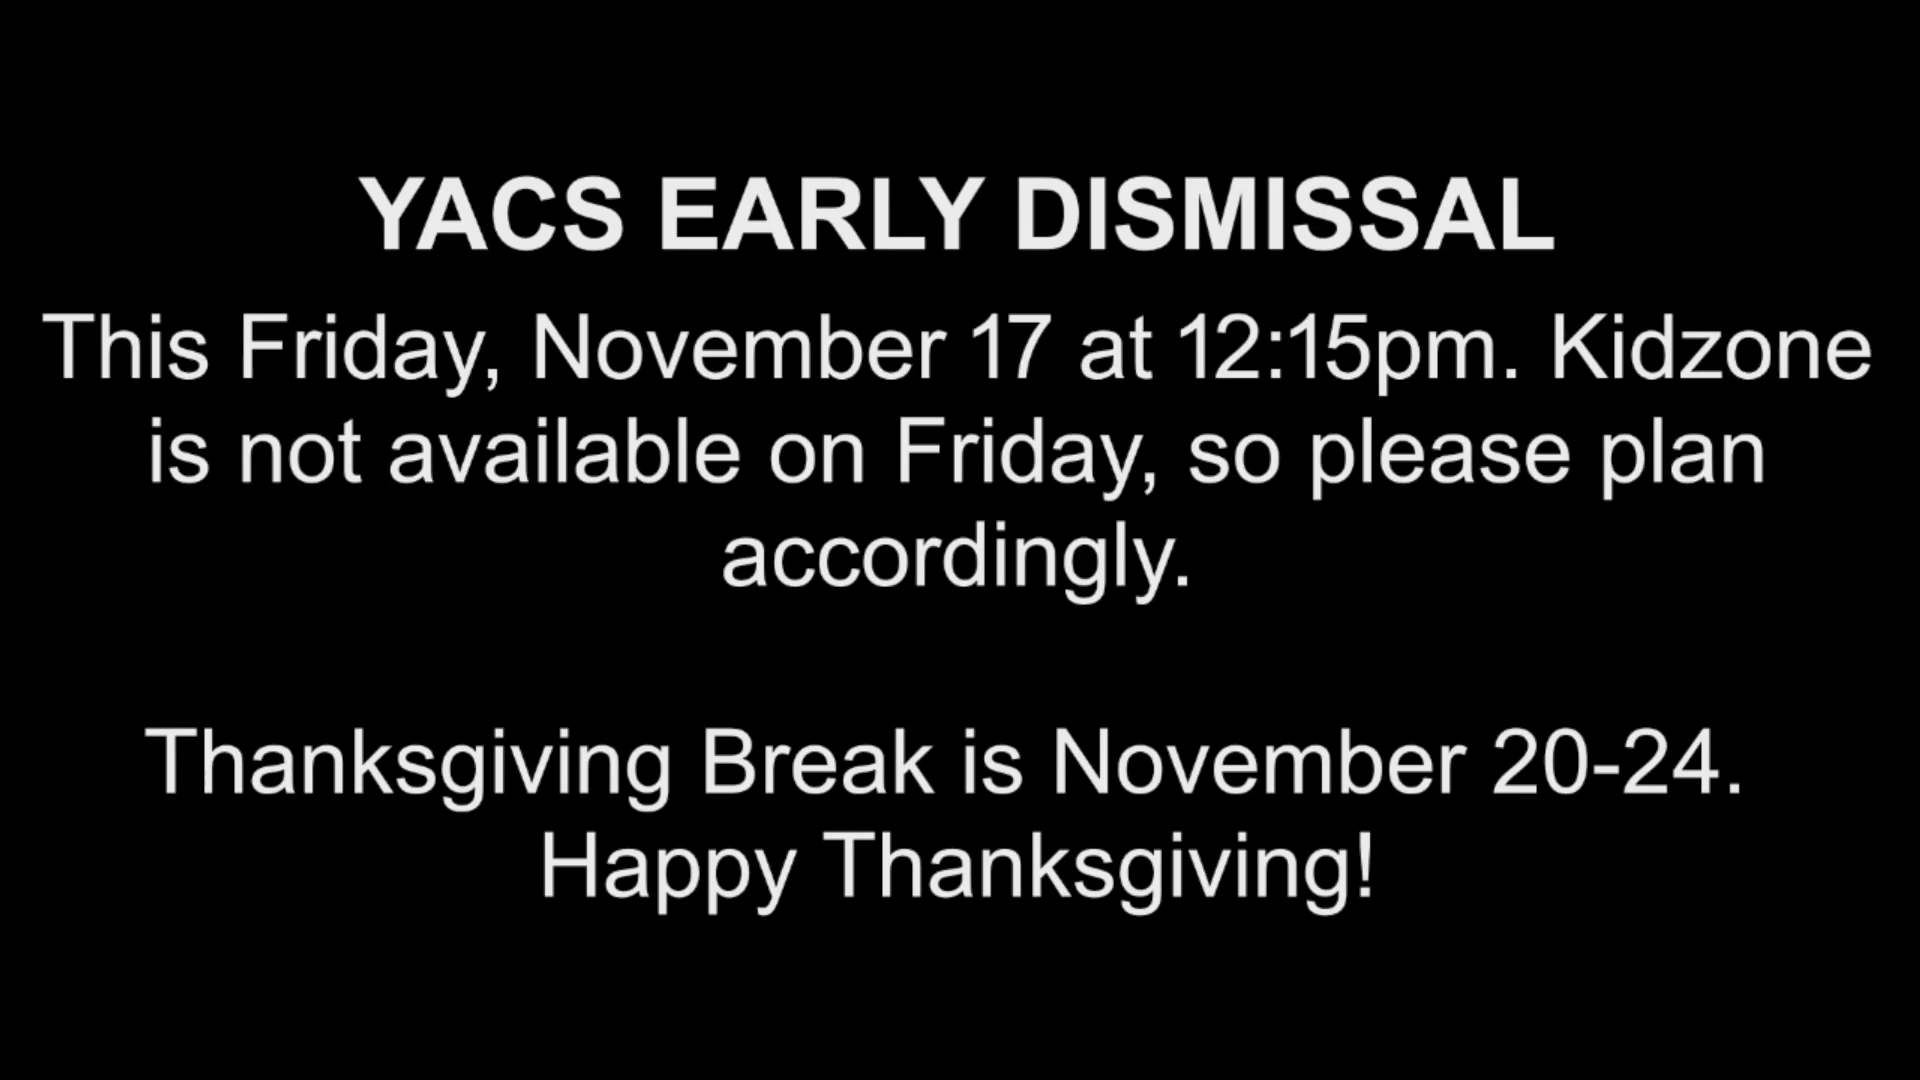 YACS EARLY DISMISSAL
This Friday, November 17 at 12:15pm. Kidzone
is not available on Friday, so please plan
accordingly.
Thanksgiving Break is November 20-24.
Happy Thanksgiving!